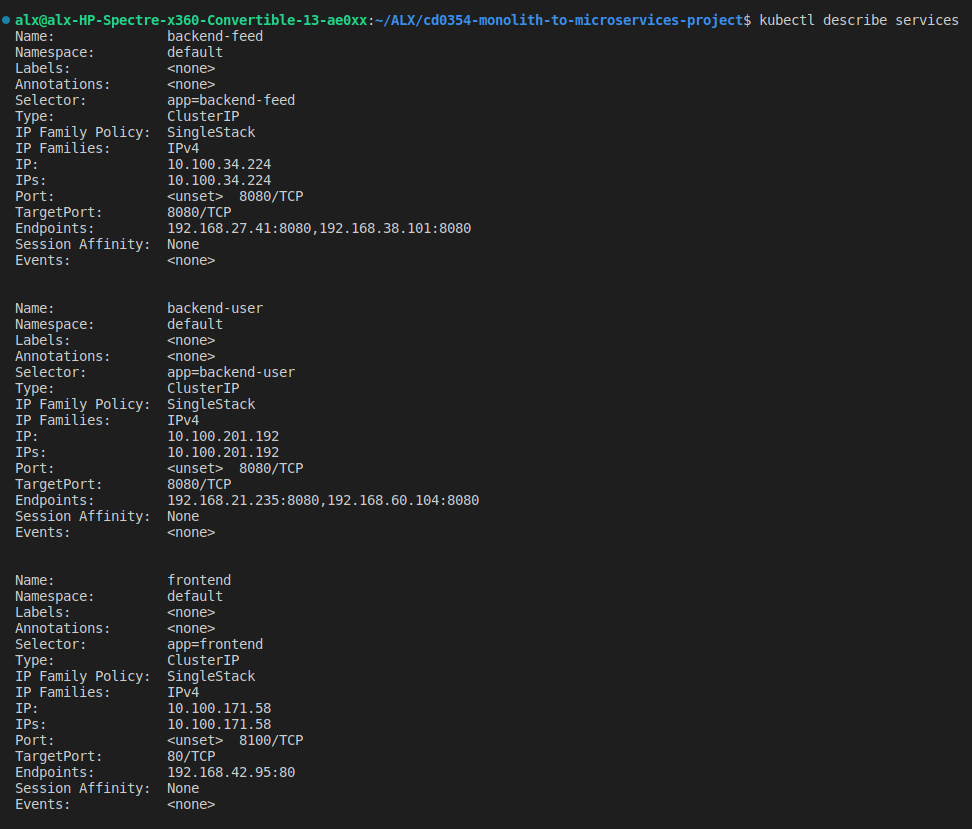 alx@alx-HP-Spectre-x360-Convertible-13-ae0xx:~/ALX/cd0354-monolith-to-microservices-project$ kubectl describe services
Name:              backend-feed
Namespace:         default
Labels:            <none>
Annotations:       <none>
Selector:          app=backend-feed
Type:              ClusterIP
IP Family Policy:  SingleStack
IP Families:       IPv4
IP:                10.100.34.224
IPs:               10.100.34.224
Port:              <unset>  8080/TCP
TargetPort:        8080/TCP
Endpoints:         192.168.27.41:8080,192.168.38.101:8080
Session Affinity:  None
Events:            <none>
Name:              backend-user
Namespace:         default
Labels:            <none>
Annotations:       <none>
Selector:          app=backend-user
Type:              ClusterIP
IP Family Policy:  SingleStack
IP Families:       IPv4
IP:                10.100.201.192
IPs:               10.100.201.192
Port:              <unset>  8080/TCP
TargetPort:        8080/TCP
Endpoints:         192.168.21.235:8080,192.168.60.104:8080
Session Affinity:  None
Events:            <none>
Name:              frontend
Namespace:         default
Labels:            <none>
Annotations:       <none>
Selector:          app=frontend
Type:              ClusterIP
IP Family Policy:  SingleStack
IP Families:       IPv4
IP:                10.100.171.58
IPs:               10.100.171.58
Port:              <unset>  8100/TCP
TargetPort:        80/TCP
Endpoints:         192.168.42.95:80
Session Affinity:  None
Events:            <none>